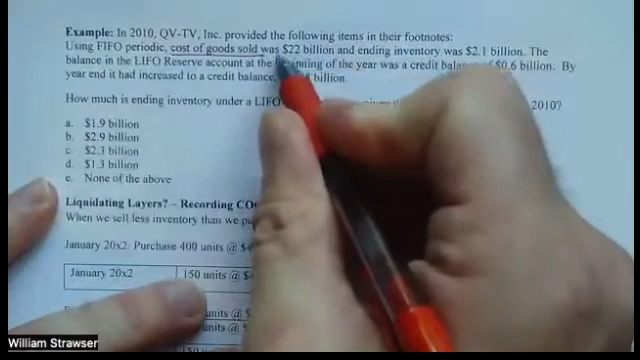 Example: In 2010, QV-TV, Inc. provided the following items in their footnotes:
Using FIFO periodic, cost of goods sold was $22 billion and ending inventory was $2.1 billion. The
balance in the LIFO Reserve account at the beginning of the year was a credit balance of $0.6 billion. By
year end it had increased to a credit balance billion.
How much is ending inventory under a LIFO 2010?
a. $1.9 billion
b. $2.9 billion
c. $2.3 billion
d. $1.3 billion
e. None of the above
Liquidating Layers? – Recording
When we sell less inventory than we
January 20x2: Purchase 400 units @
January 20x2 150 units @
units @
units @
William Strawser